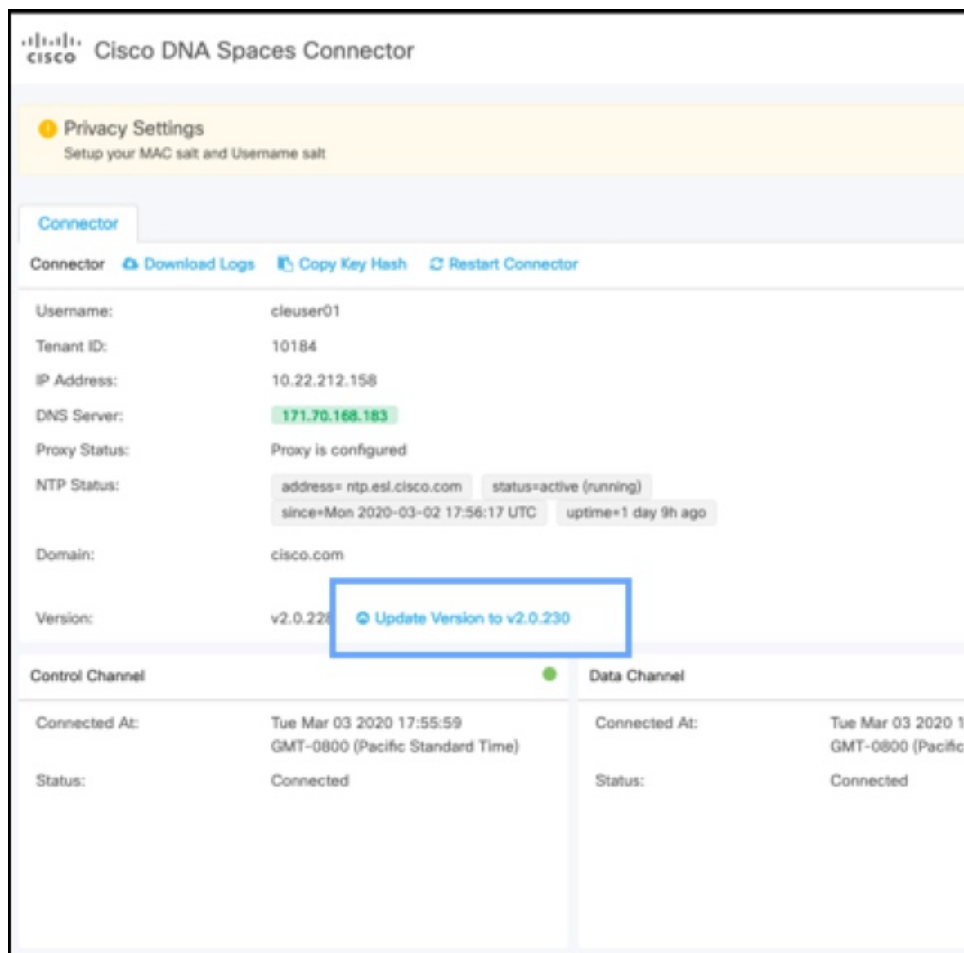 CISCO
Cisco DNA Spaces Connector
Privacy Settings
Setup your MAC salt and Username salt
Connector
Connector Download Logs Copy Key Hash Restart Connector
Username: cleuser01
Tenant ID: 10184
IP Address: 10.22.212.158
DNS Server: 171.70.168.183
Proxy Status: Proxy is configured
NTP Status: address= ntp.esl.cisco.com status=active (running)
since=Mon 2020-03-02 17:56:17 UTC uptime=1 day 9h ago
Domain: cisco.com
Version: v2.0.228 Update Version to v2.0.230
Control Channel Data Channel
Connected At: Tue Mar 03 2020 17:55:59 Connected At: Tue Mar 03 2020 1
GMT-0800 (Pacific Standard Time) GMT-0800 (Pacific
Status: Connected Status: Connected